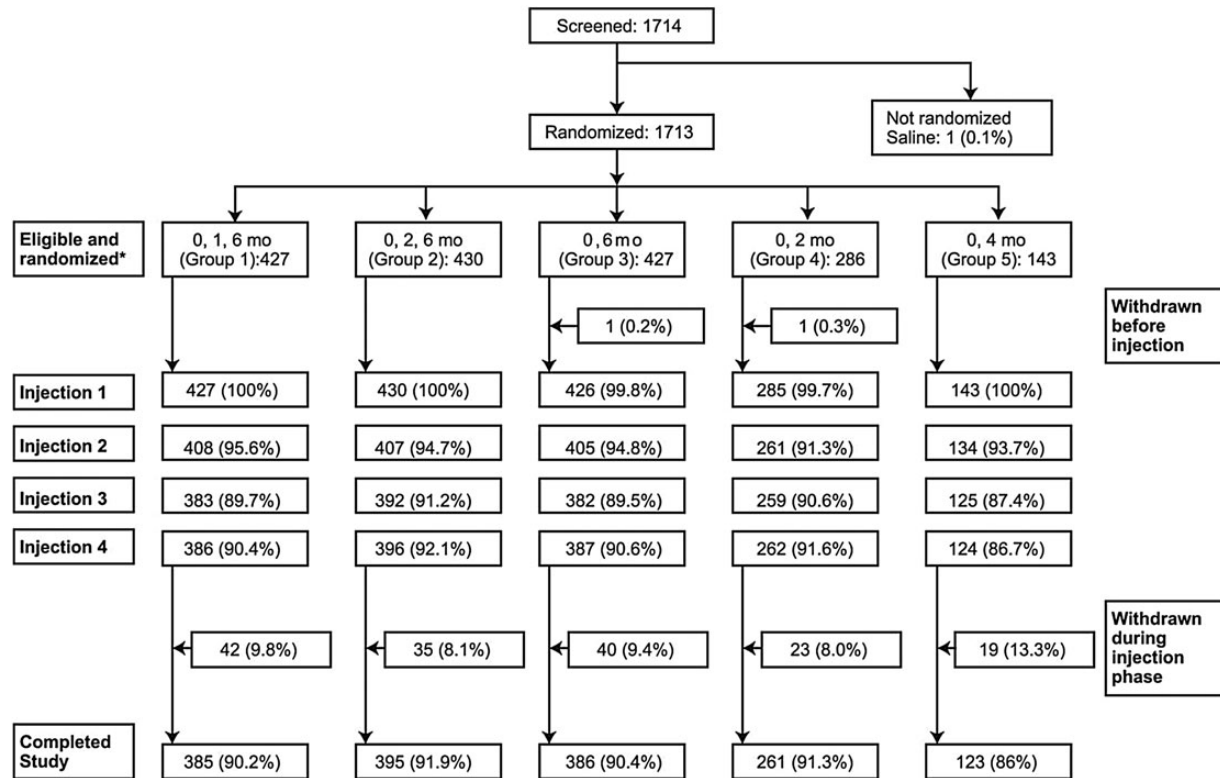 Screened: 1714
Not randomized
Saline: 1 (0.1%)
Randomized: 1713
Eligible and
randomized*
0, 1, 6 mo
(Group 1):427
0, 2, 6 mo
(Group 2): 430
0, 6 mo
(Group 3): 427
0, 2 mo
(Group 4): 286
0, 4 mo
(Group 5): 143
1 (0.2%)
1 (0.3%)
Withdrawn
before
injection
Injection 1
427 (100%)
430 (100%)
426 (99.8%)
285 (99.7%)
143 (100%)
Injection 2
408 (95.6%)
407 (94.7%)
405 (94.8%)
261 (91.3%)
134 (93.7%)
Injection 3
383 (89.7%)
392 (91.2%)
382 (89.5%)
259 (90.6%)
125 (87.4%)
Injection 4
386 (90.4%)
396 (92.1%)
387 (90.6%)
262 (91.6%)
124 (86.7%)
42 (9.8%)
35 (8.1%)
40 (9.4%)
23 (8.0%)
19 (13.3%)
Withdrawn
during
injection
phase
Completed
Study
385 (90.2%)
395 (91.9%)
386 (90.4%)
261 (91.3%)
123 (86%)